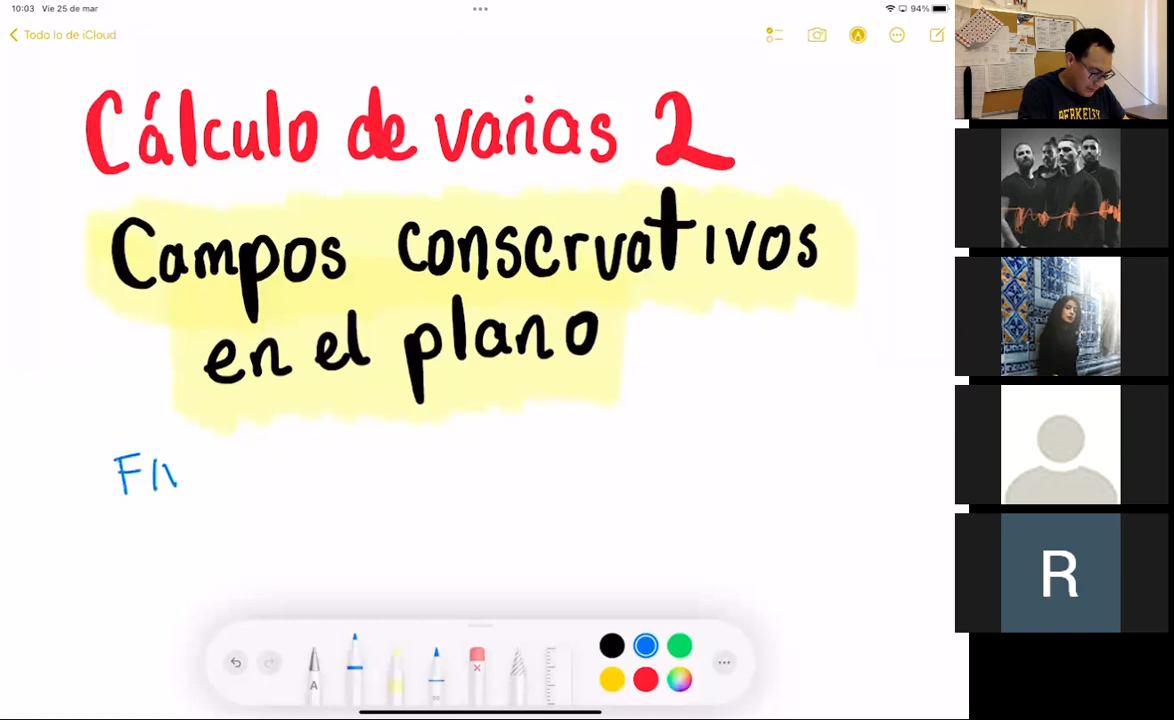 10:03 Vie 25 de mar
94%
Todo lo de iCloud
Cálculo de varias 2
Campos conservativos
en el plano
A
BERKELEY
R